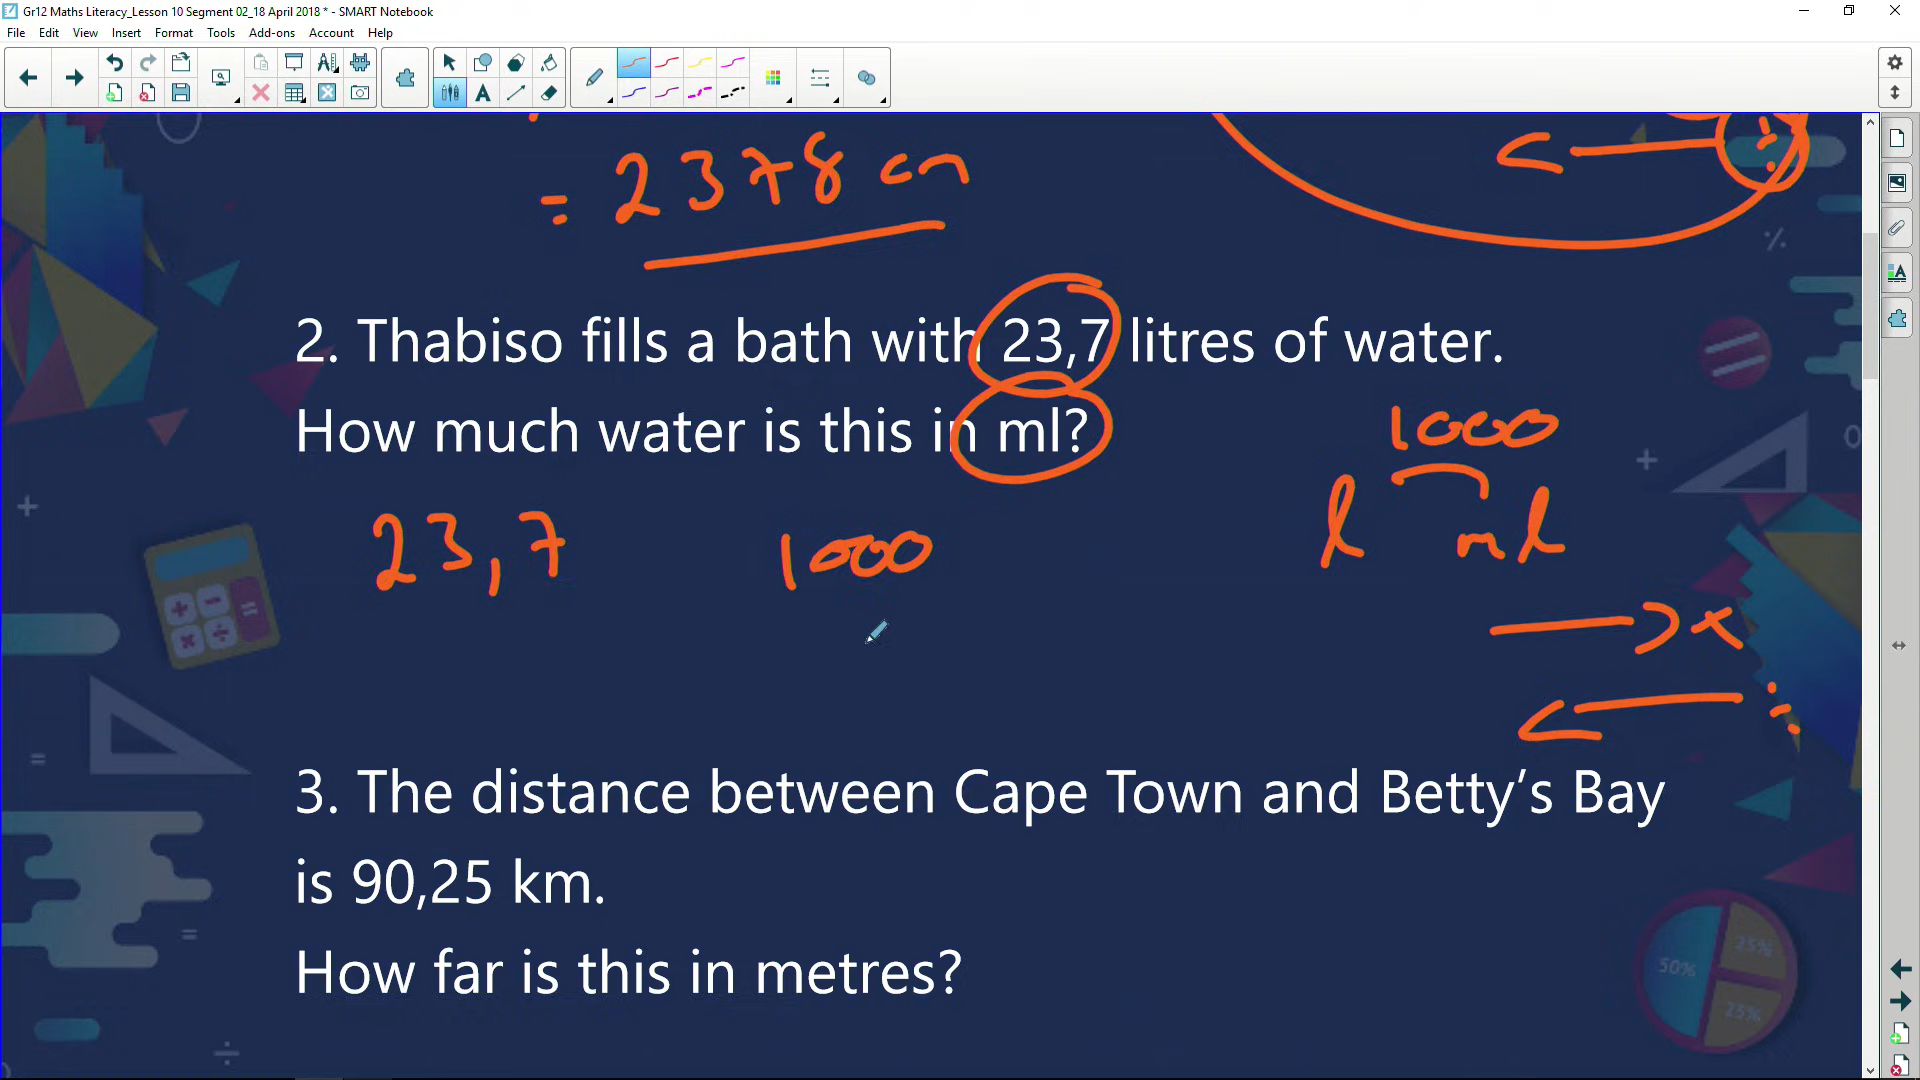 Gr12 Maths Literacy_Lesson 10 Segment 02_18 April 2018 * - SMART Notebook
File Edit View Insert Format Tools Add-ons Account Help
= 2378 cm
÷
%
2. Thabiso fills a bath with 23,7 litres of water.
How much water is this in ml?
1000
l ml
23,7 1000
→ ×
← ÷
3. The distance between Cape Town and Betty’s Bay
is 90,25 km.
How far is this in metres?
50% 25%
25%